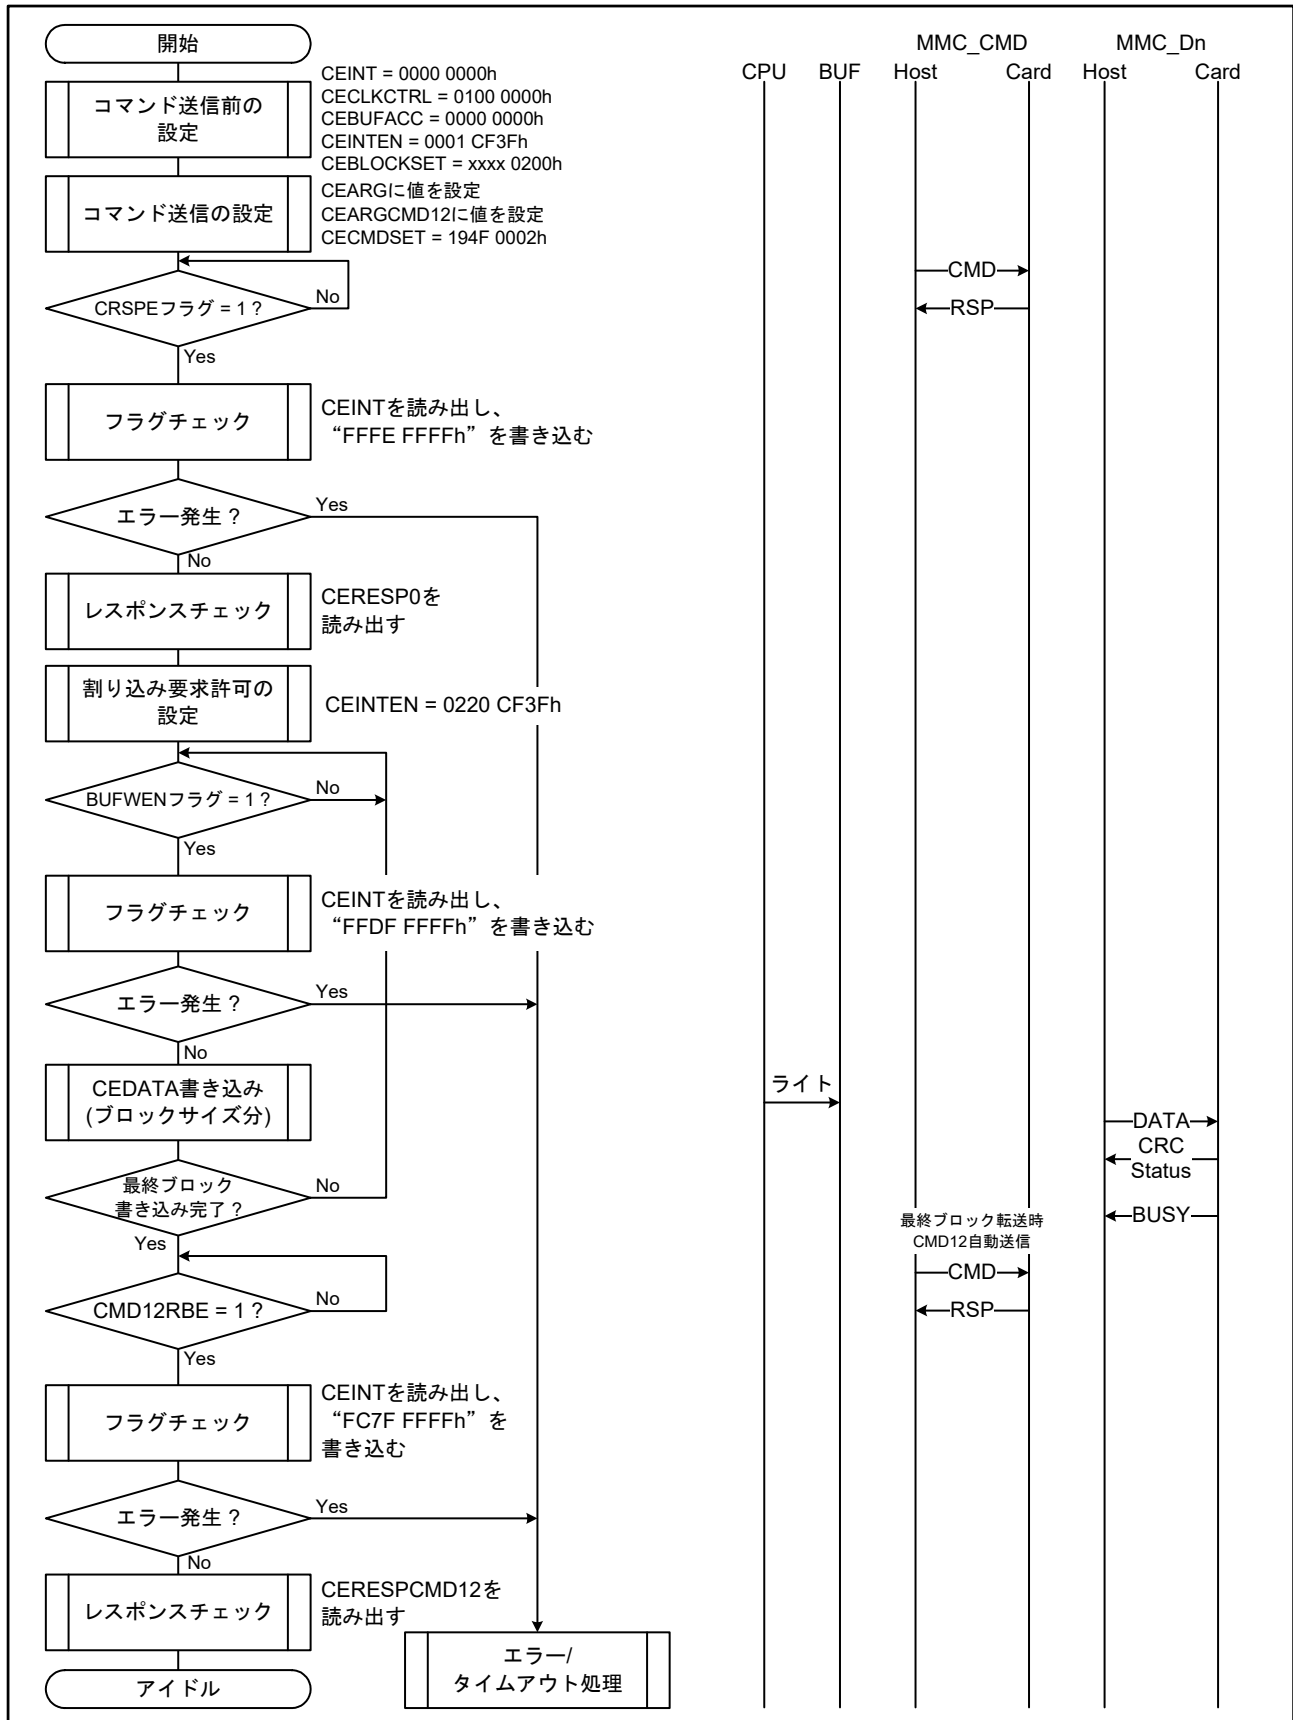 開始
コマンド送信前の
設定
CEINT = 0000 0000h
CECLKCTRL = 0100 0000h
CEBUFACC = 0000 0000h
CEINTEN = 0001 CF3Fh
CEBLOCKSET = xxxx 0200h
コマンド送信の設定
CEARGに値を設定
CEARGCMD12に値を設定
CECMDSET = 194F 0002h
CRSPEフラグ = 1 ?
No
Yes
フラグチェック
CEINTを読み出し、
“FFFE FFFFh”を書き込む
エラー発生 ?
Yes
No
レスポンスチェック
CERESP0を
読み出す
割り込み要求許可の
設定
CEINTEN = 0220 CF3Fh
BUFWENフラグ = 1 ?
No
Yes
フラグチェック
CEINTを読み出し、
“FFDF FFFFh”を書き込む
エラー発生 ?
Yes
No
CEDATA書き込み
(ブロックサイズ分)
最終ブロック
書き込み完了 ?
No
Yes
CMD12RBE = 1 ?
No
Yes
フラグチェック
CEINTを読み出し、
“FC7F FFFFh”を
書き込む
エラー発生 ?
Yes
No
レスポンスチェック
CERESPCMD12を
読み出す
エラー/
タイムアウト処理
アイドル
MMC_CMD
MMC_Dn
CPU BUF Host Card Host Card
CMD
RSP
ライト
DATA
CRC
Status
BUSY
最終ブロック転送時
CMD12自動送信
CMD
RSP